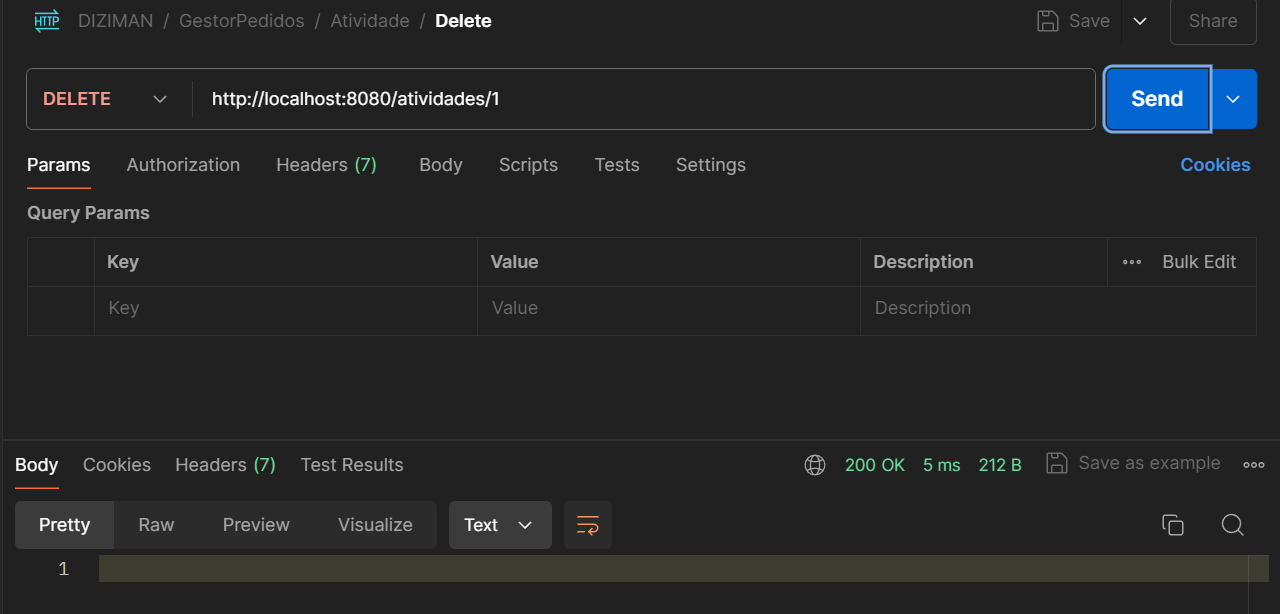 HTTP DIZIMAN / GestorPedidos / Atividade / Delete Save Share
DELETE http://localhost:8080/atividades/1 Send
Params Authorization Headers (7) Body Scripts Tests Settings Cookies
Query Params
Key Value Description Bulk Edit
Key Value Description
Body Cookies Headers (7) Test Results 200 OK 5 ms 212 B Save as example
Pretty Raw Preview Visualize Text
1